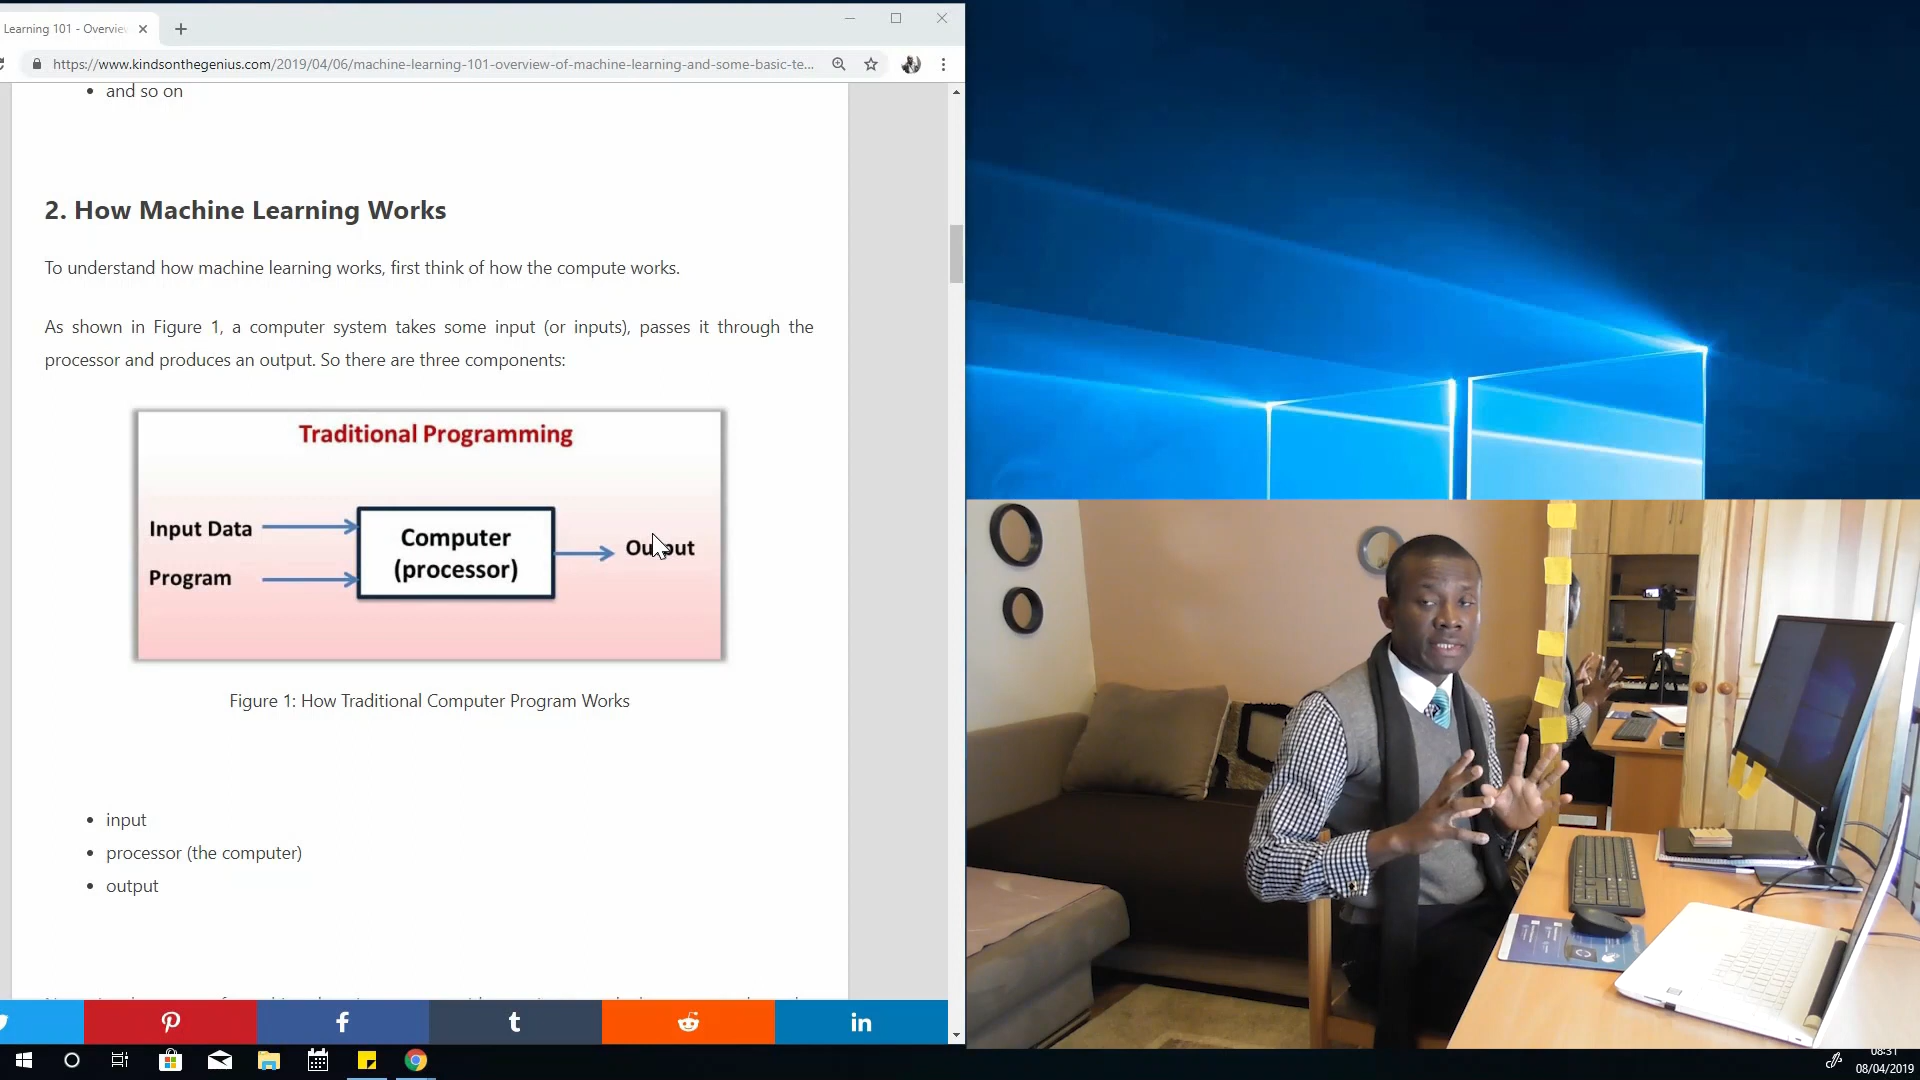 Learning 101 - Overvie
https://www.kindsonthegenius.com/2019/04/06/machine-learning-101-overview-of-machine-learning-and-some-basic-te...
and so on
2. How Machine Learning Works
To understand how machine learning works, first think of how the compute works.
As shown in Figure 1, a computer system takes some input (or inputs), passes it through the
processor and produces an output. So there are three components:
Traditional Programming
Input Data
Program
Computer
(processor)
Output
Figure 1: How Traditional Computer Program Works
input
processor (the computer)
output
08:31
08/04/2019